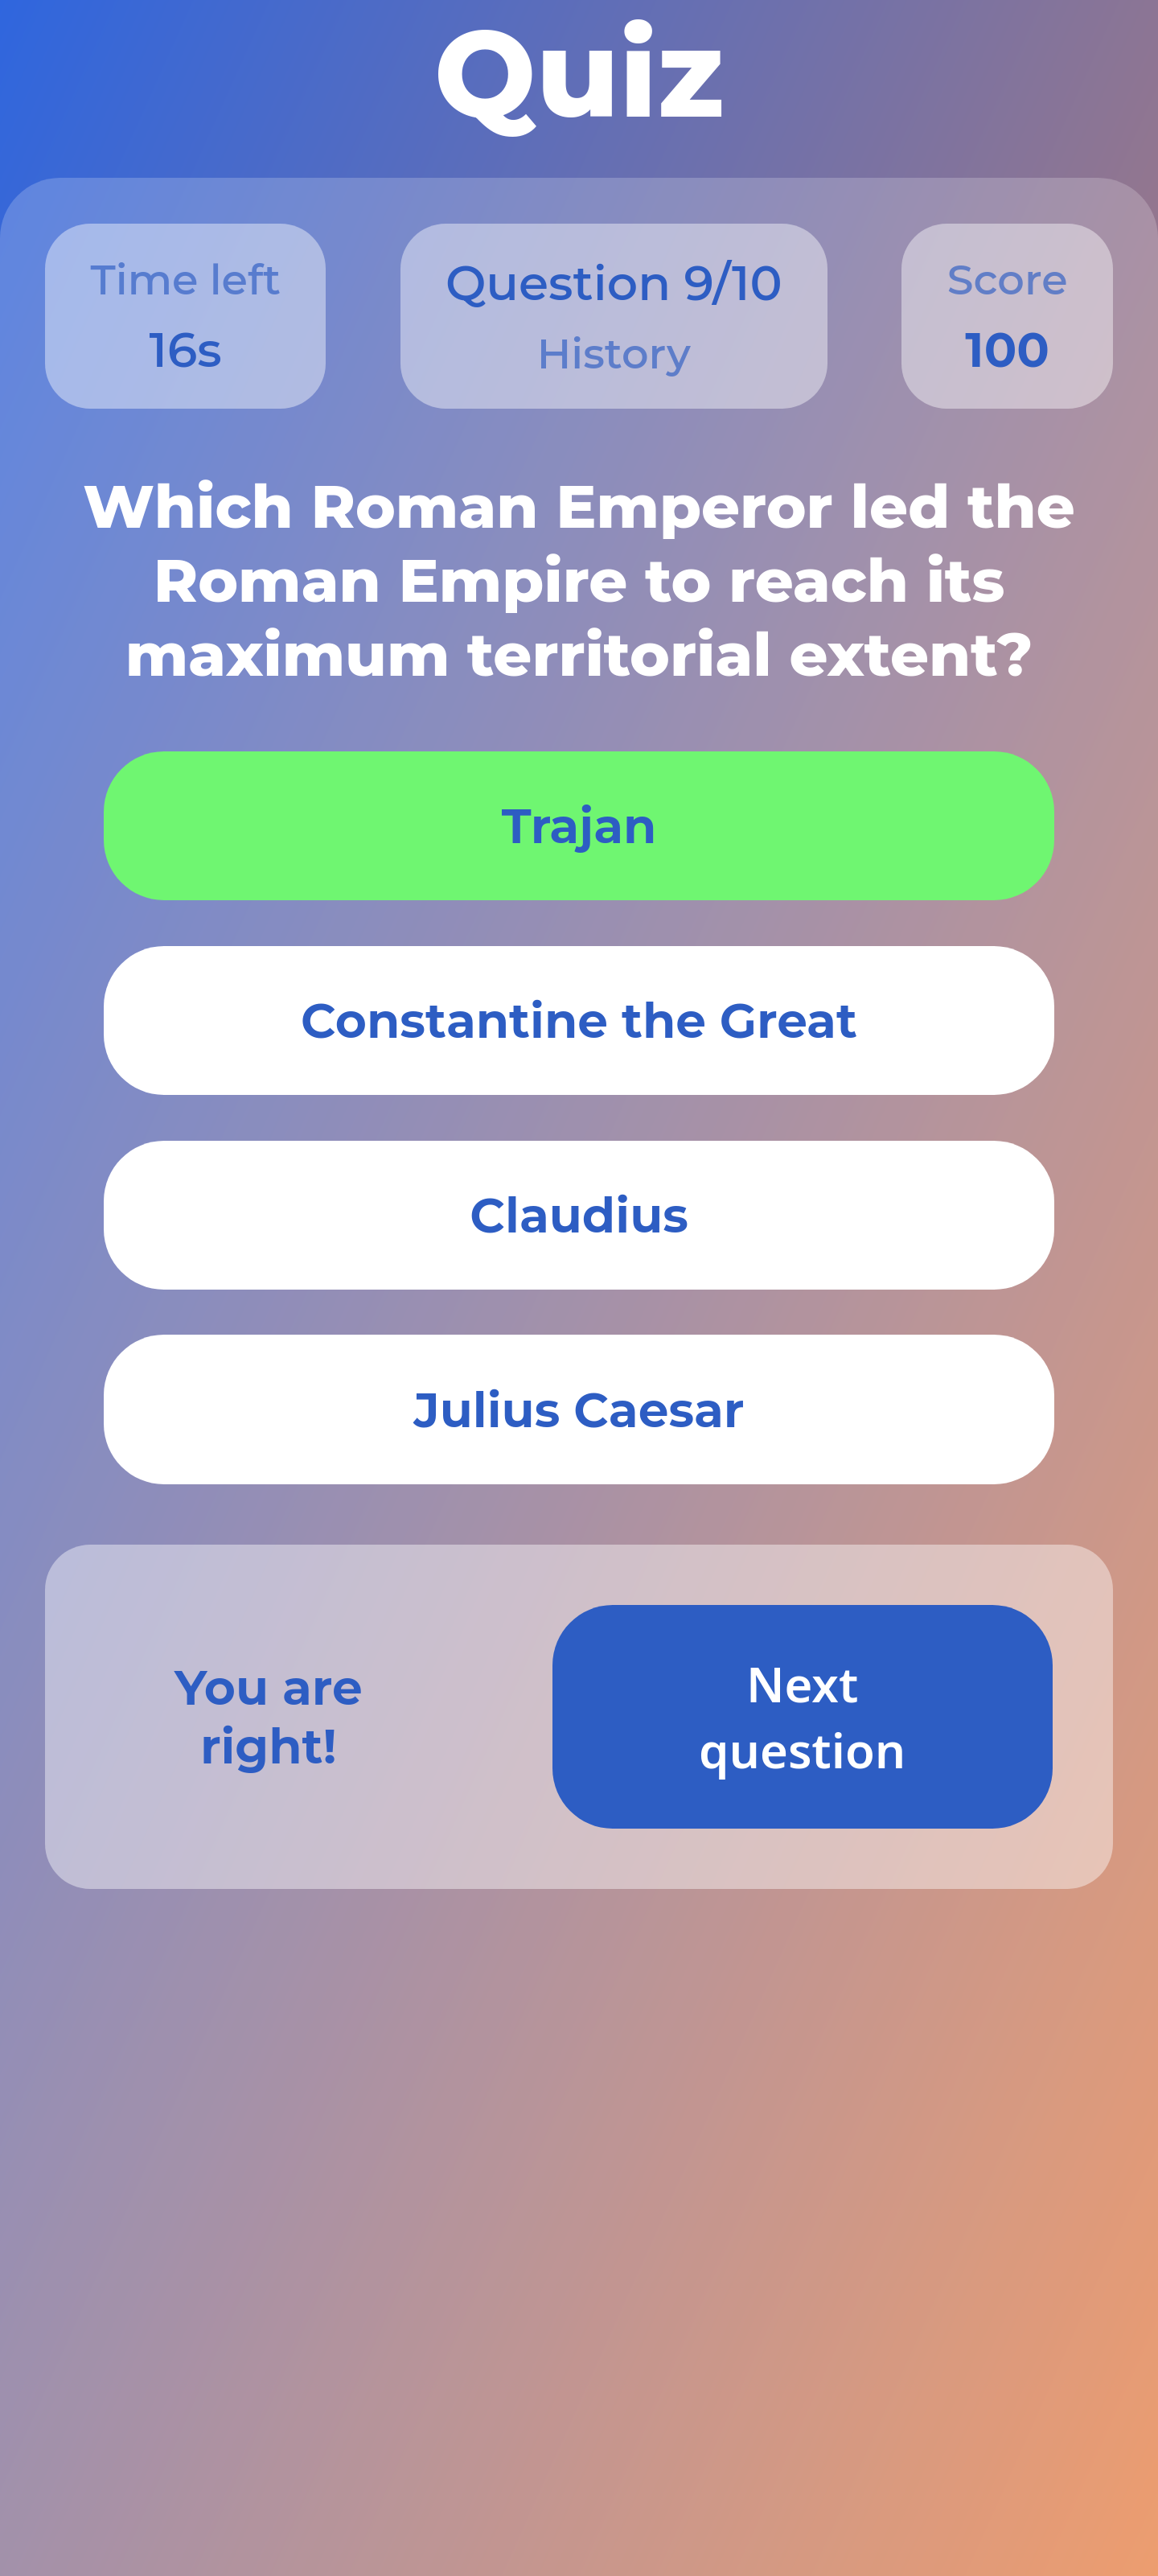 Quiz
Time left
16s
Question 9/10
History
Score
100
Which Roman Emperor led the
Roman Empire to reach its
maximum territorial extent?
Trajan
Constantine the Great
Claudius
Julius Caesar
You are
right!
Next
question